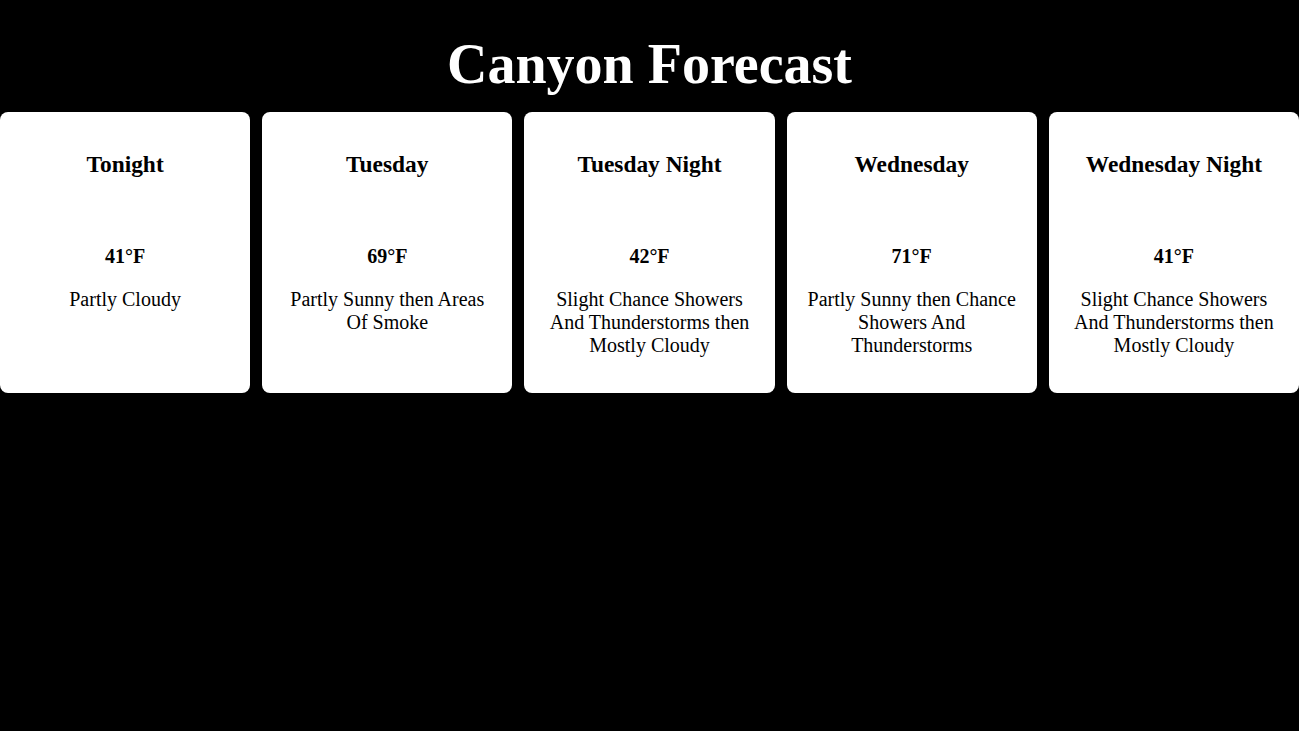 Canyon Forecast
Tonight
41°F
Partly Cloudy
Tuesday
69°F
Partly Sunny then Areas
Of Smoke
Tuesday Night
42°F
Slight Chance Showers
And Thunderstorms then
Mostly Cloudy
Wednesday
71°F
Partly Sunny then Chance
Showers And
Thunderstorms
Wednesday Night
41°F
Slight Chance Showers
And Thunderstorms then
Mostly Cloudy